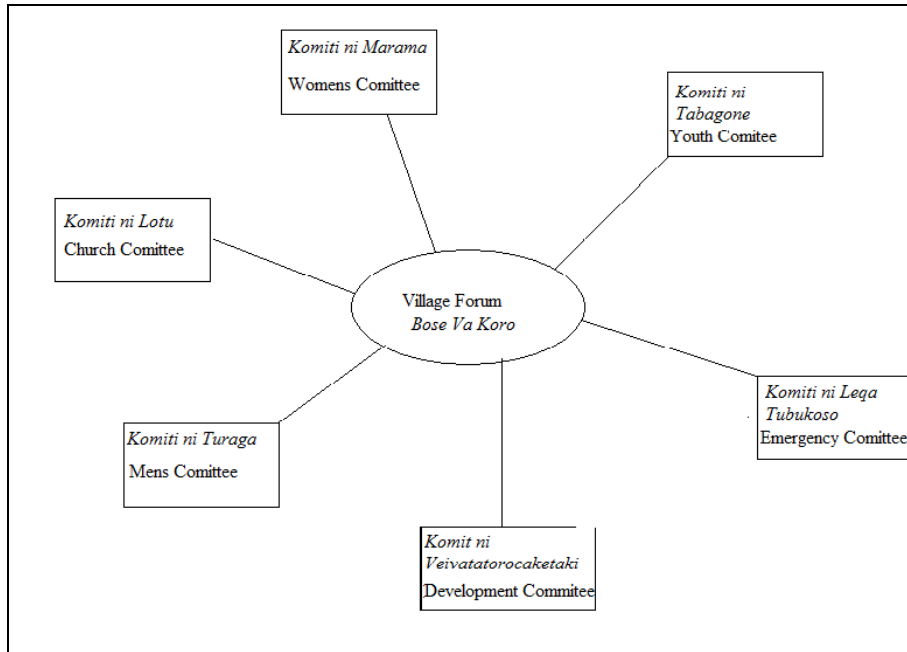 Komiti ni Marama
Womens Comittee
Komiti ni
Tabagone
Youth Comitee
Komiti ni Lotu
Church Comittee
Village Forum
Bose Va Koro
Komiti ni Leqa
Tubukoso
Emergency Comittee
Komiti ni Turaga
Mens Comittee
Komit ni
Veivatatorocaketaki
Development Commitee